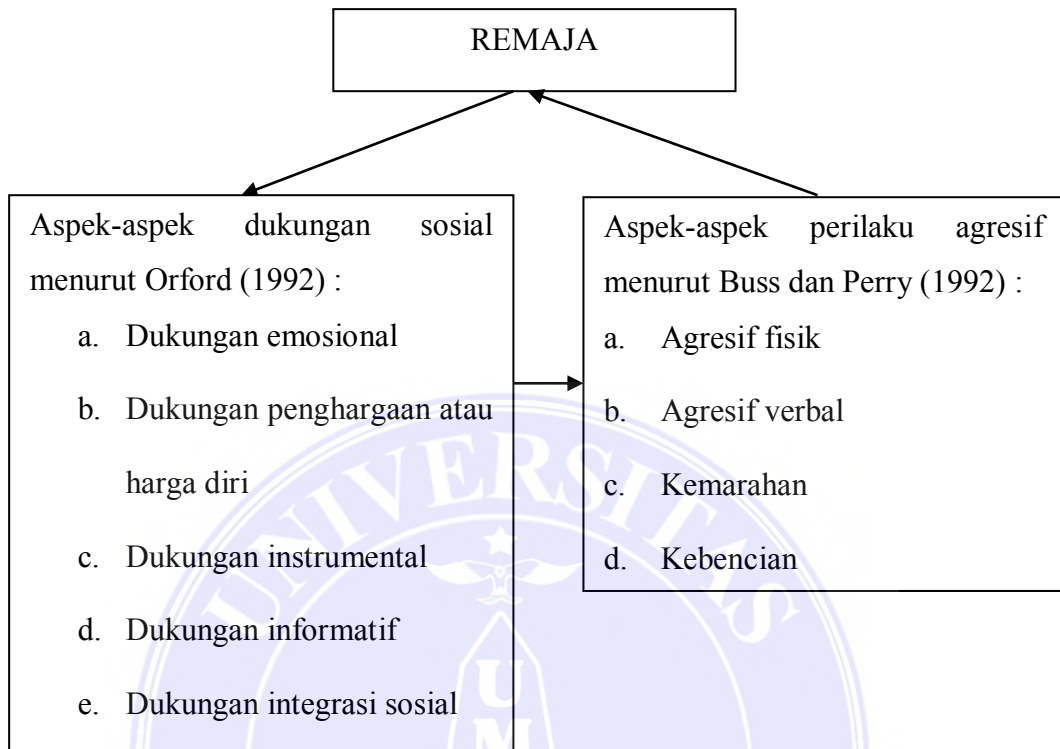 REMAJA
Aspek-aspek dukungan sosial
menurut Orford (1992) :
a. Dukungan emosional
b. Dukungan penghargaan atau
harga diri
c. Dukungan instrumental
d. Dukungan informatif
e. Dukungan integrasi sosial
Aspek-aspek perilaku agresif
menurut Buss dan Perry (1992) :
a. Agresif fisik
b. Agresif verbal
c. Kemarahan
d. Kebencian
UNIVERSITAS
U
M